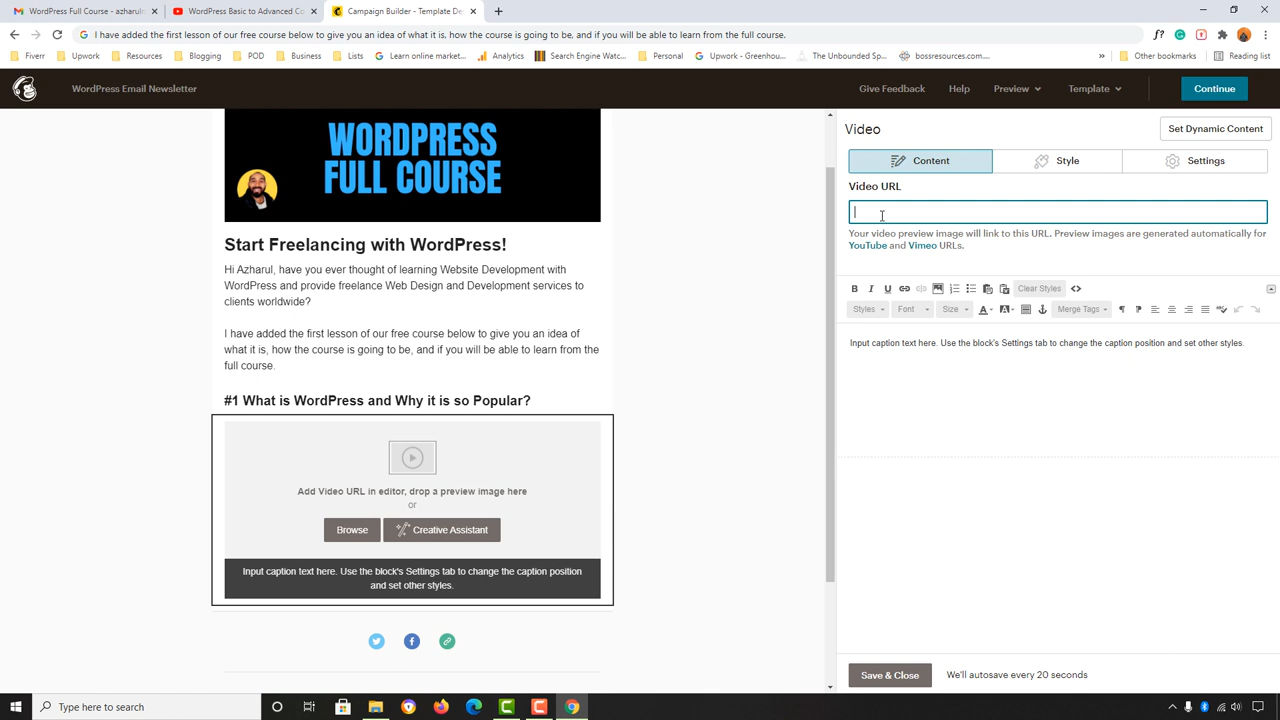 WordPress Full Course - azharuln
WordPress Basic to Advanced Co
Campaign Builder - Template De
I have added the first lesson of our free course below to give you an idea of what it is, how the course is going to be, and if you will be able to learn from the full course.
Fiverr
Upwork
Resources
Blogging
POD
Business
Lists
Learn online market...
Analytics
Search Engine Watc...
Personal
Upwork - Greenhou...
The Unbounded Sp...
bossresources.com...
Other bookmarks
Reading list
WordPress Email Newsletter
Give Feedback
Help
Preview
Template
Continue
WORDPRESS
FULL COURSE
Start Freelancing with WordPress!
Hi Azharul, have you ever thought of learning Website Development with
WordPress and provide freelance Web Design and Development services to
clients worldwide?
I have added the first lesson of our free course below to give you an idea of
what it is, how the course is going to be, and if you will be able to learn from the
full course.
#1 What is WordPress and Why it is so Popular?
Add Video URL in editor, drop a preview image here
or
Browse
Creative Assistant
Input caption text here. Use the block's Settings tab to change the caption position
and set other styles.
Video
Set Dynamic Content
Content
Style
Settings
Video URL
Your video preview image will link to this URL. Preview images are generated automatically for
YouTube and Vimeo URLs.
B I U
Clear Styles
Styles
Font
Size
A
A
Merge Tags
Input caption text here. Use the block's Settings tab to change the caption position and set other styles.
Save & Close
We'll autosave every 20 seconds
Type here to search